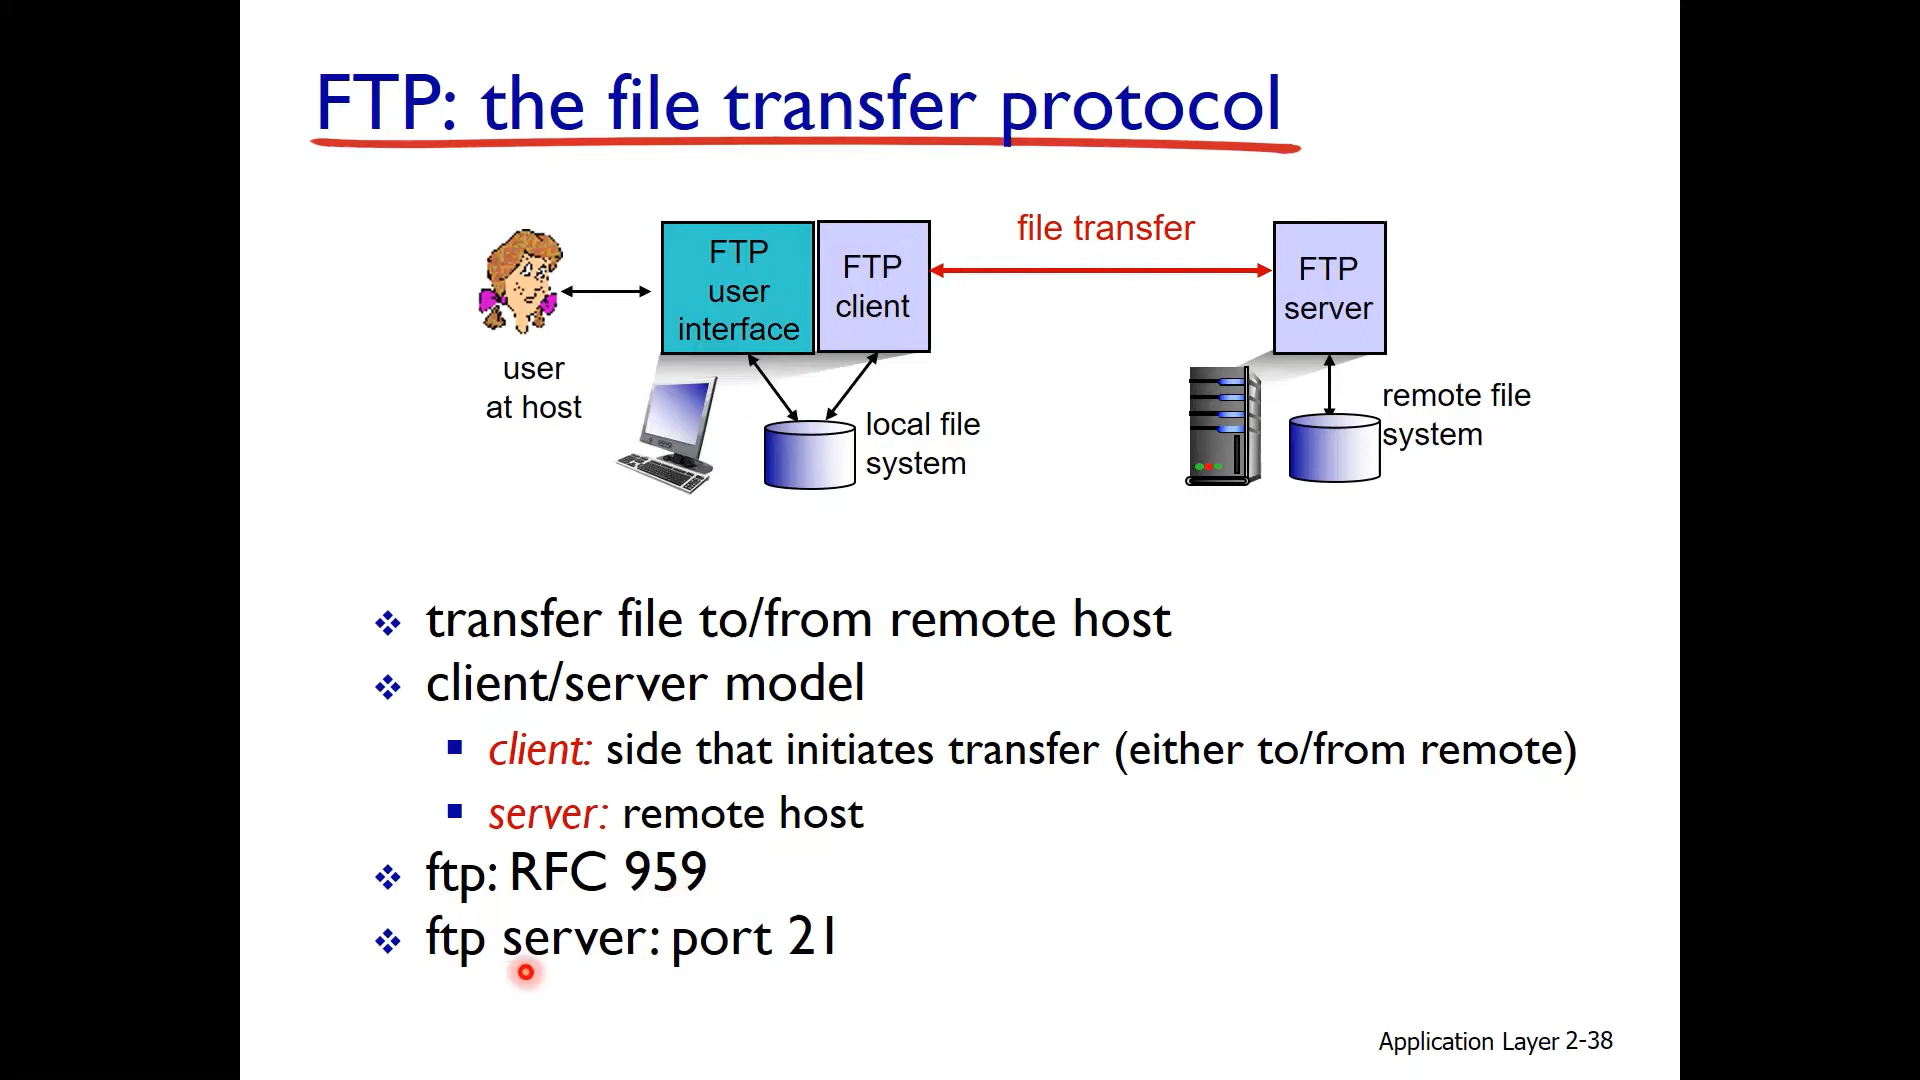 FTP: the file transfer protocol
file transfer
FTP
user
interface
FTP
client
FTP
server
user
at host
local file
system
remote file
system
transfer file to/from remote host
client/server model
client: side that initiates transfer (either to/from remote)
server: remote host
ftp: RFC 959
ftp server: port 21
Application Layer 2-38